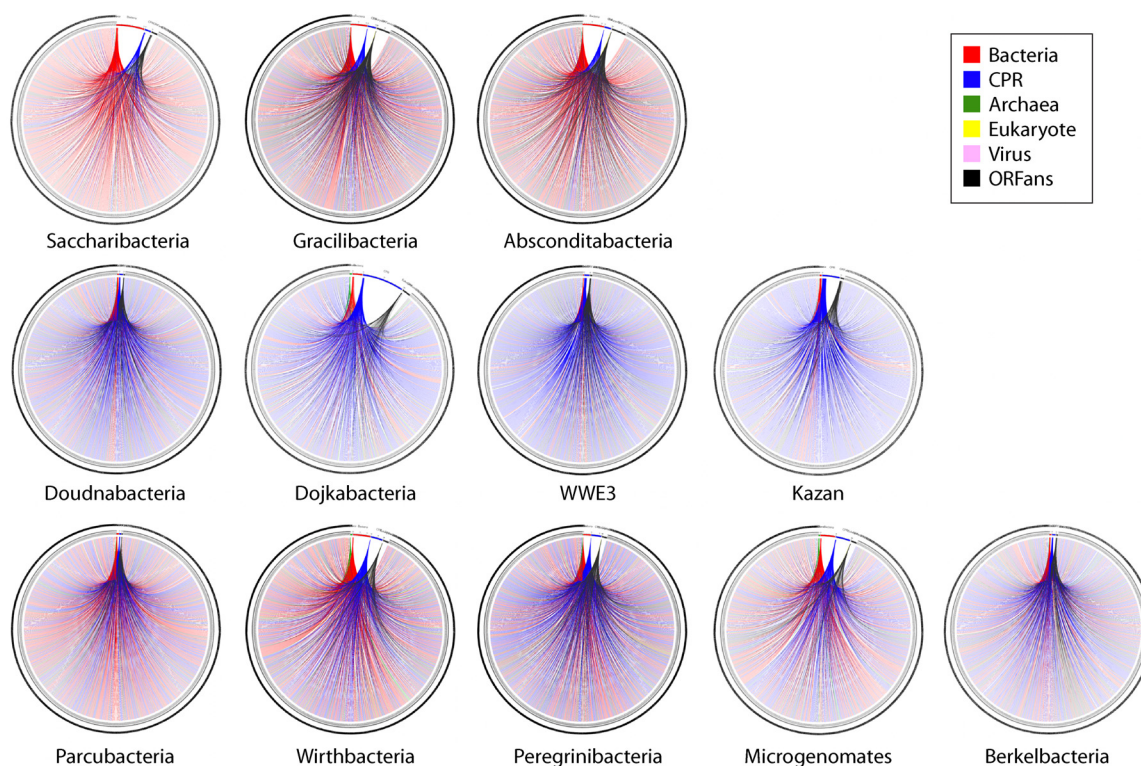 Bacteria
CPR
Archaea
Eukaryote
Virus
ORFans
Saccharibacteria
Gracilibacteria
Absconditabacteria
Doudnabacteria
Dojkabacteria
WWE3
Kazan
Parcubacteria
Wirthbacteria
Peregrinibacteria
Microgenomates
Berkelbacteria